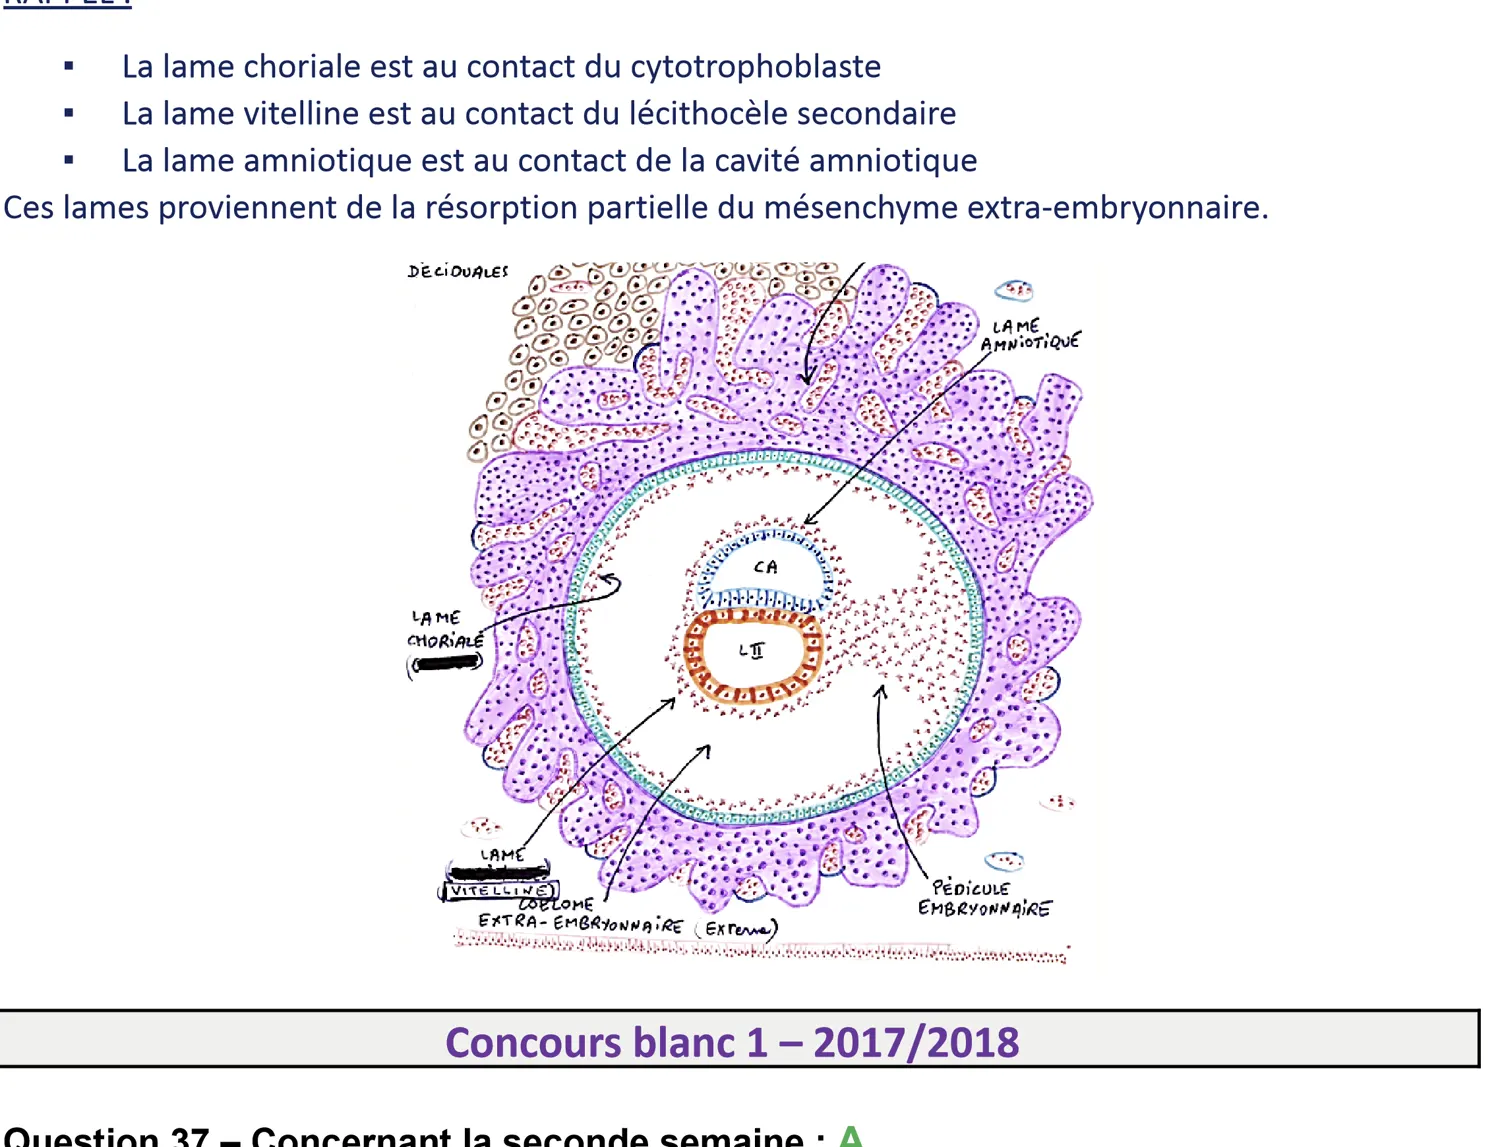 RAPPEL :
▪ La lame choriale est au contact du cytotrophoblaste
▪ La lame vitelline est au contact du lécithocèle secondaire
▪ La lame amniotique est au contact de la cavité amniotique
Ces lames proviennent de la résorption partielle du mésenchyme extra-embryonnaire.
DÉCIDUALES
LAME
AMNIOTIQUE
CA
LII
LAME
CHORIALE
LAME
(VITELLINE)
COELOME
EXTRA-EMBRYONNAIRE (Externe)
PÉDICULE
EMBRYONNAIRE
Concours blanc 1 – 2017/2018
Question 37 – Concernant la seconde semaine : A